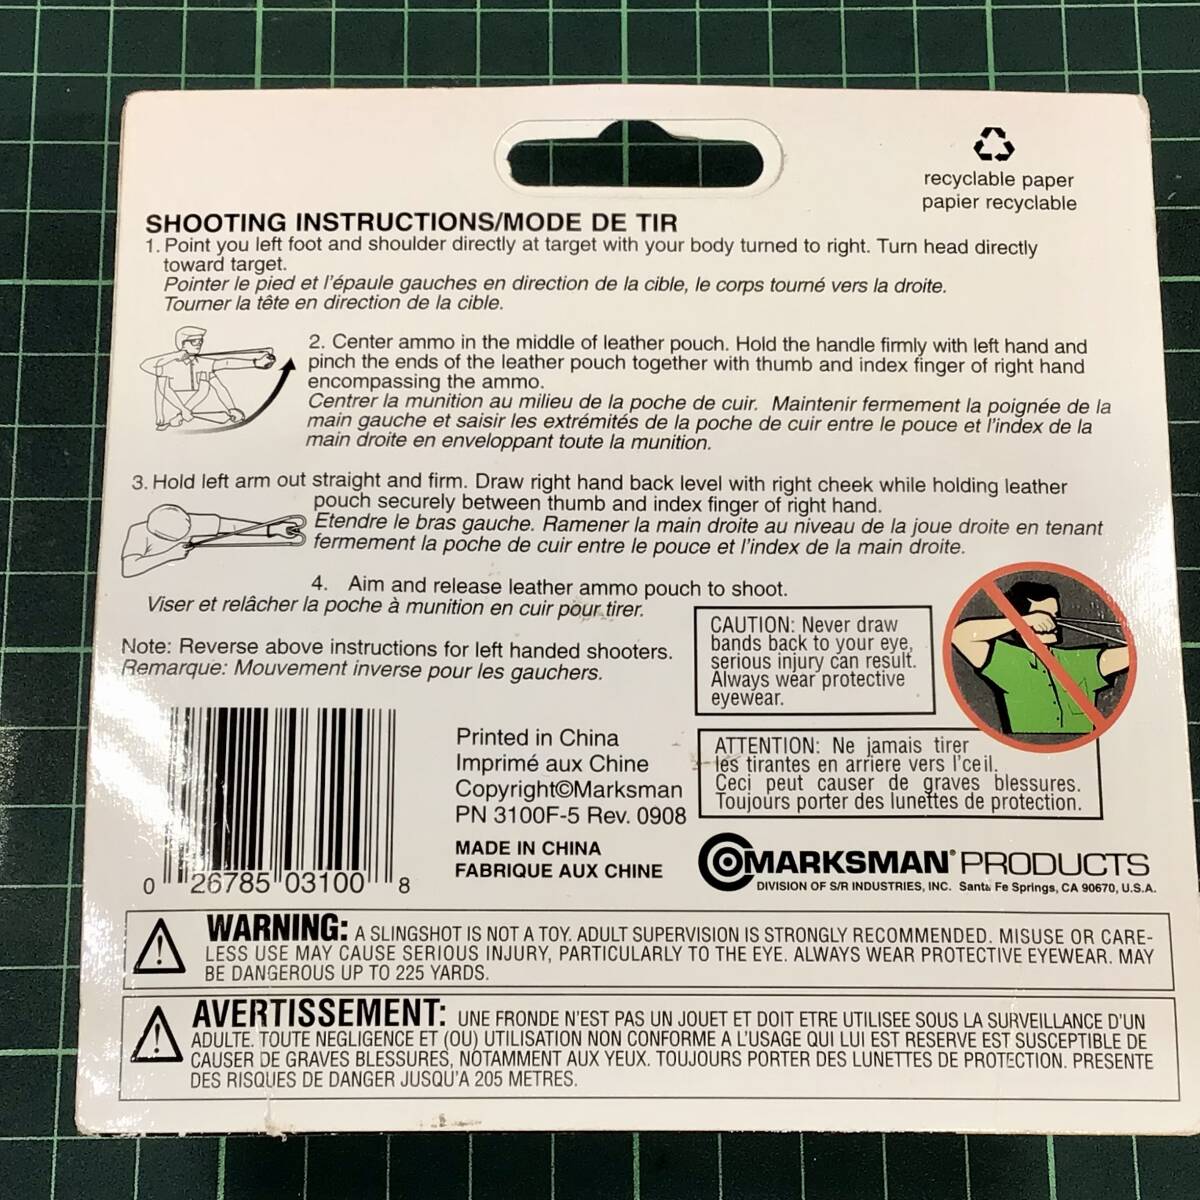 recyclable paper
papier recyclable
SHOOTING INSTRUCTIONS/MODE DE TIR
1. Point you left foot and shoulder directly at target with your body turned to right. Turn head directly
toward target.
Pointer le pied et l'épaule gauches en direction de la cible, le corps tourné vers la droite.
Tourner la tête en direction de la cible.
2. Center ammo in the middle of leather pouch. Hold the handle firmly with left hand and
pinch the ends of the leather pouch together with thumb and index finger of right hand
encompassing the ammo.
Centrer la munition au milieu de la poche de cuir. Maintenir fermement la poignée de la
main gauche et saisir les extrémités de la poche de cuir entre le pouce et l'index de la
main droite en enveloppant toute la munition.
3. Hold left arm out straight and firm. Draw right hand back level with right cheek while holding leather
pouch securely between thumb and index finger of right hand.
Etendre le bras gauche. Ramener la main droite au niveau de la joue droite en tenant
fermement la poche de cuir entre le pouce et l'index de la main droite.
4. Aim and release leather ammo pouch to shoot.
Viser et relâcher la poche à munition en cuir pour tirer.
Note: Reverse above instructions for left handed shooters.
Remarque: Mouvement inverse pour les gauchers.
CAUTION: Never draw
bands back to your eye,
serious injury can result.
Always wear protective
eyewear.
ATTENTION: Ne jamais tirer
les tirantes en arriere vers l'ceil.
Ceci peut causer de graves blessures.
Toujours porter des lunettes de protection.
Printed in China
Imprimé aux Chine
Copyright©Marksman
PN 3100F-5 Rev. 0908
MADE IN CHINA
FABRIQUE AUX CHINE
0 26785 03100 8
MARKSMAN® PRODUCTS
DIVISION OF S/R INDUSTRIES, INC. Santa Fe Springs, CA 90670, U.S.A.
WARNING: A SLINGSHOT IS NOT A TOY. ADULT SUPERVISION IS STRONGLY RECOMMENDED. MISUSE OR CARE-
LESS USE MAY CAUSE SERIOUS INJURY, PARTICULARLY TO THE EYE. ALWAYS WEAR PROTECTIVE EYEWEAR. MAY
BE DANGEROUS UP TO 225 YARDS.
AVERTISSEMENT: UNE FRONDE N'EST PAS UN JOUET ET DOIT ETRE UTILISEE SOUS LA SURVEILLANCE D'UN
ADULTE. TOUTE NEGLIGENCE ET (OU) UTILISATION NON CONFORME A L'USAGE QUI LUI EST RESERVE EST SUSCEPTIBLE DE
CAUSER DE GRAVES BLESSURES, NOTAMMENT AUX YEUX. TOUJOURS PORTER DES LUNETTES DE PROTECTION. PRESENTE
DES RISQUES DE DANGER JUSQU'A 205 METRES.